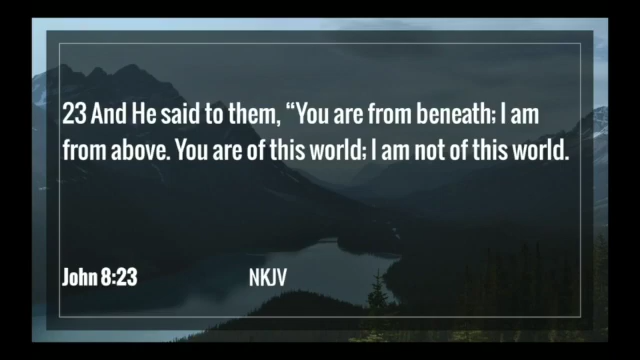 23 And He said to them, “You are from beneath; I am
from above. You are of this world; I am not of this world.
John 8:23 NKJV